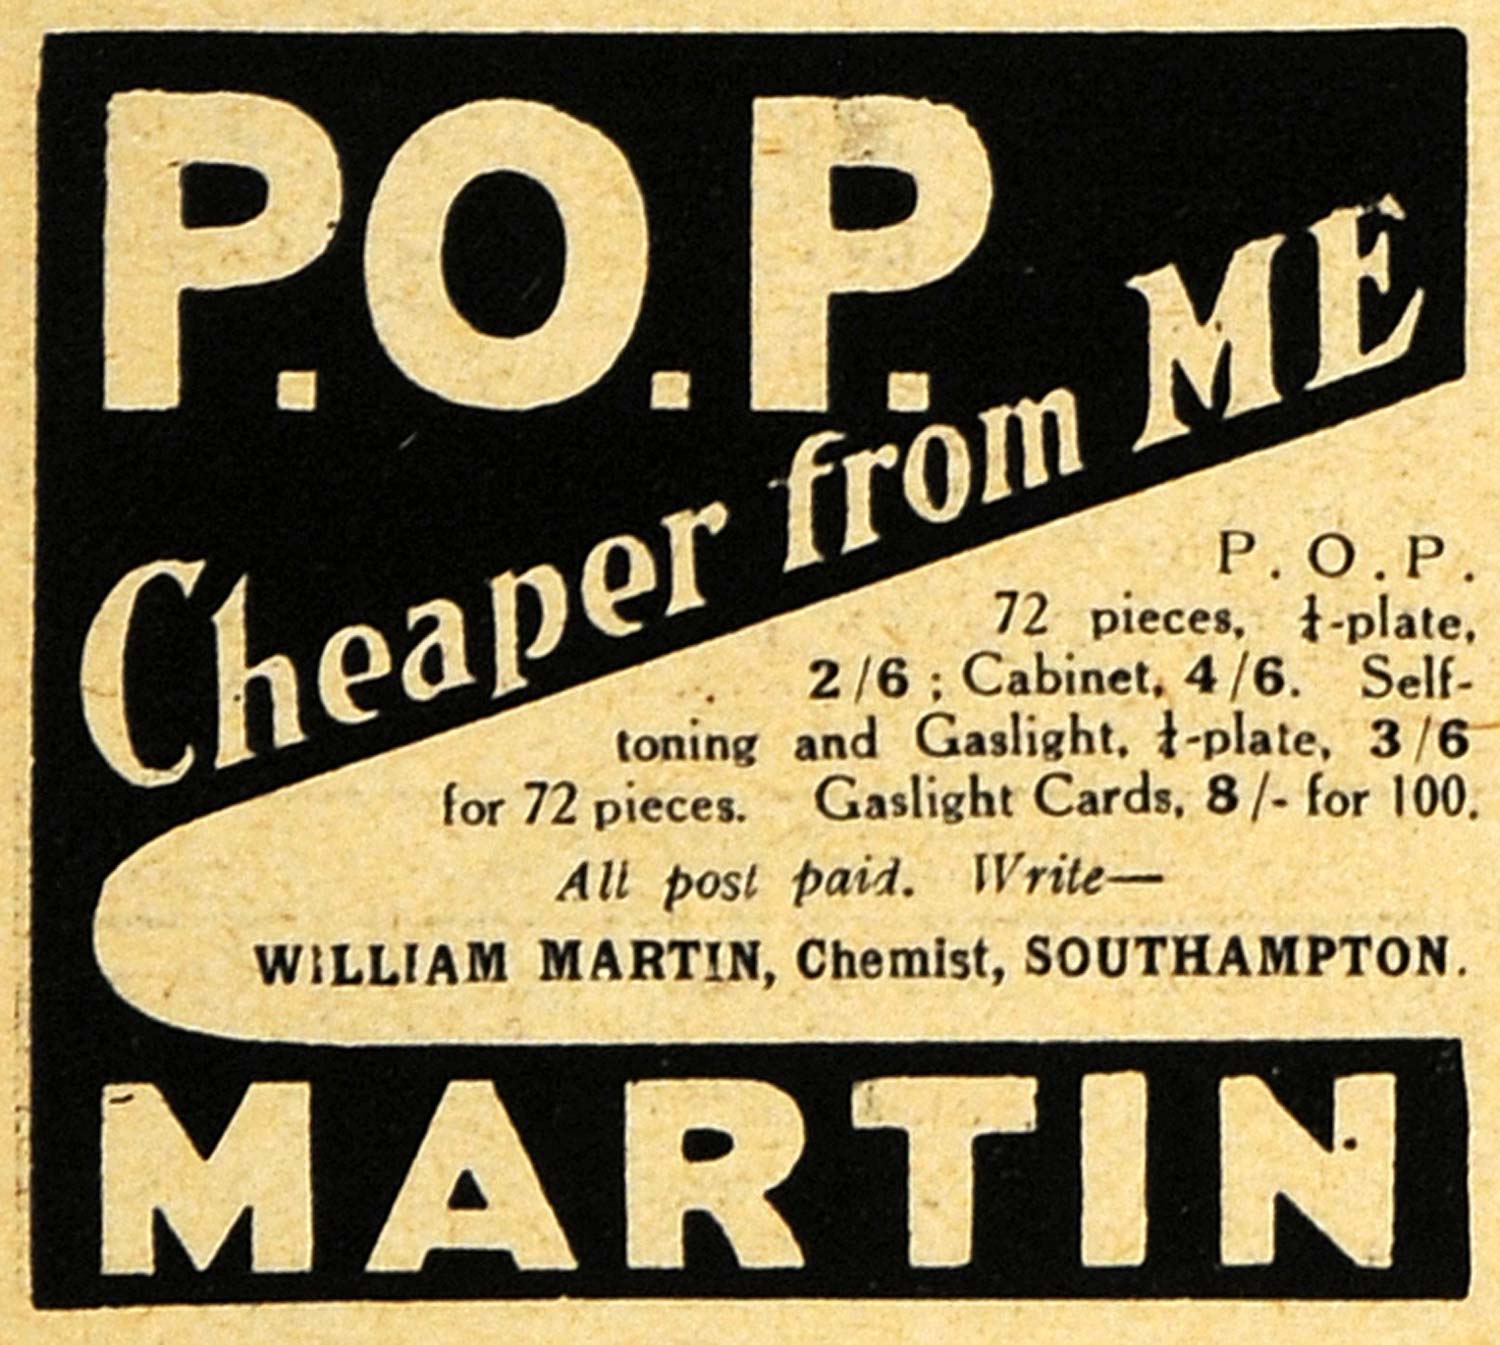 P.O.P.
Cheaper from ME
P.O.P.
72 pieces, ¼-plate,
2/6 ; Cabinet, 4/6. Self-
toning and Gaslight, ¼-plate, 3/6
for 72 pieces. Gaslight Cards, 8/- for 100.
All post paid. Write—
WILLIAM MARTIN, Chemist, SOUTHAMPTON.
MARTIN